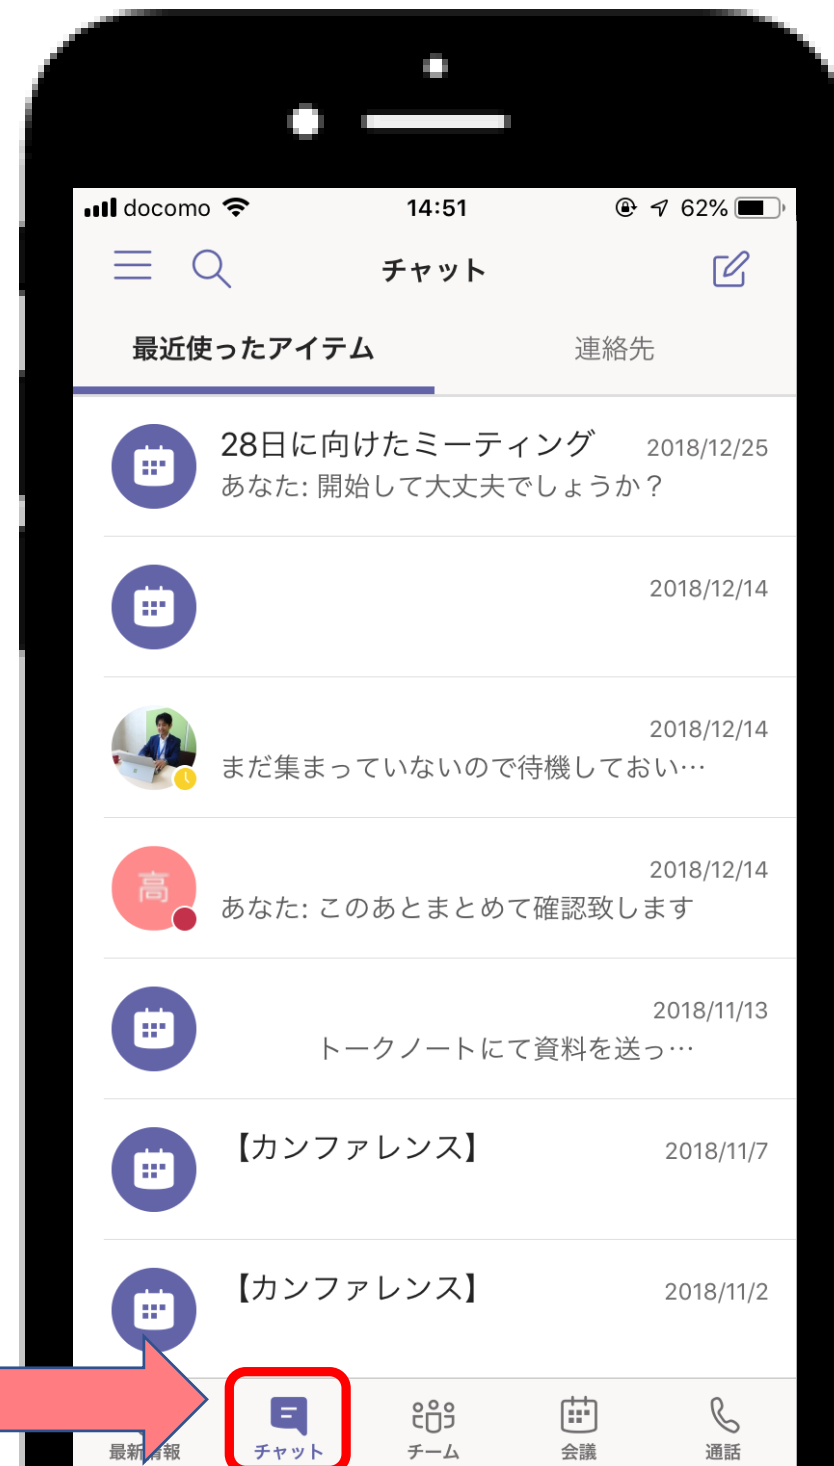 docomo 14:51 62%
チャット
最近使ったアイテム 連絡先
28日に向けたミーティング 2018/12/25
あなた: 開始して大丈夫でしょうか？
2018/12/14
2018/12/14
まだ集まっていないので待機しておい…
高 2018/12/14
あなた: このあとまとめて確認致します
2018/11/13
トークノートにて資料を送っ…
【カンファレンス】 2018/11/7
【カンファレンス】 2018/11/2
最新情報 チャット チーム 会議 通話